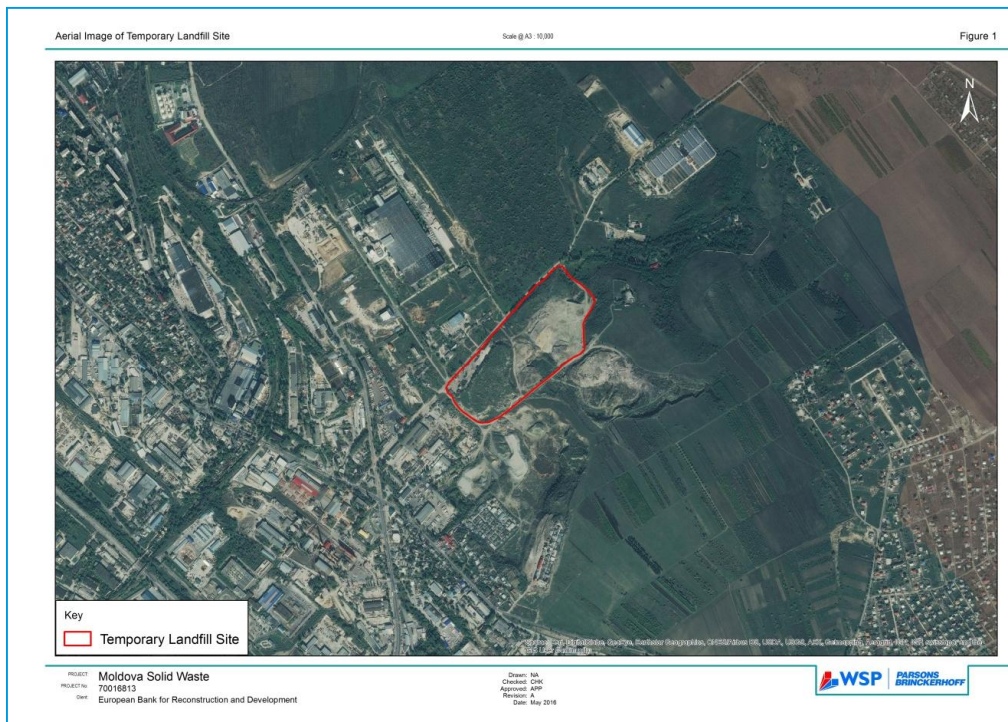 Aerial Image of Temporary Landfill Site
Scale @ A3 : 10,000
Figure 1
N
Key
Temporary Landfill Site
PROJECT Moldova Solid Waste
PROJECT No 70016813
Client European Bank for Reconstruction and Development
Drawn: NA
Checked: CHK
Approved: APP
Revision: A
Date: May 2016
WSP PARSONS
BRINCKERHOFF